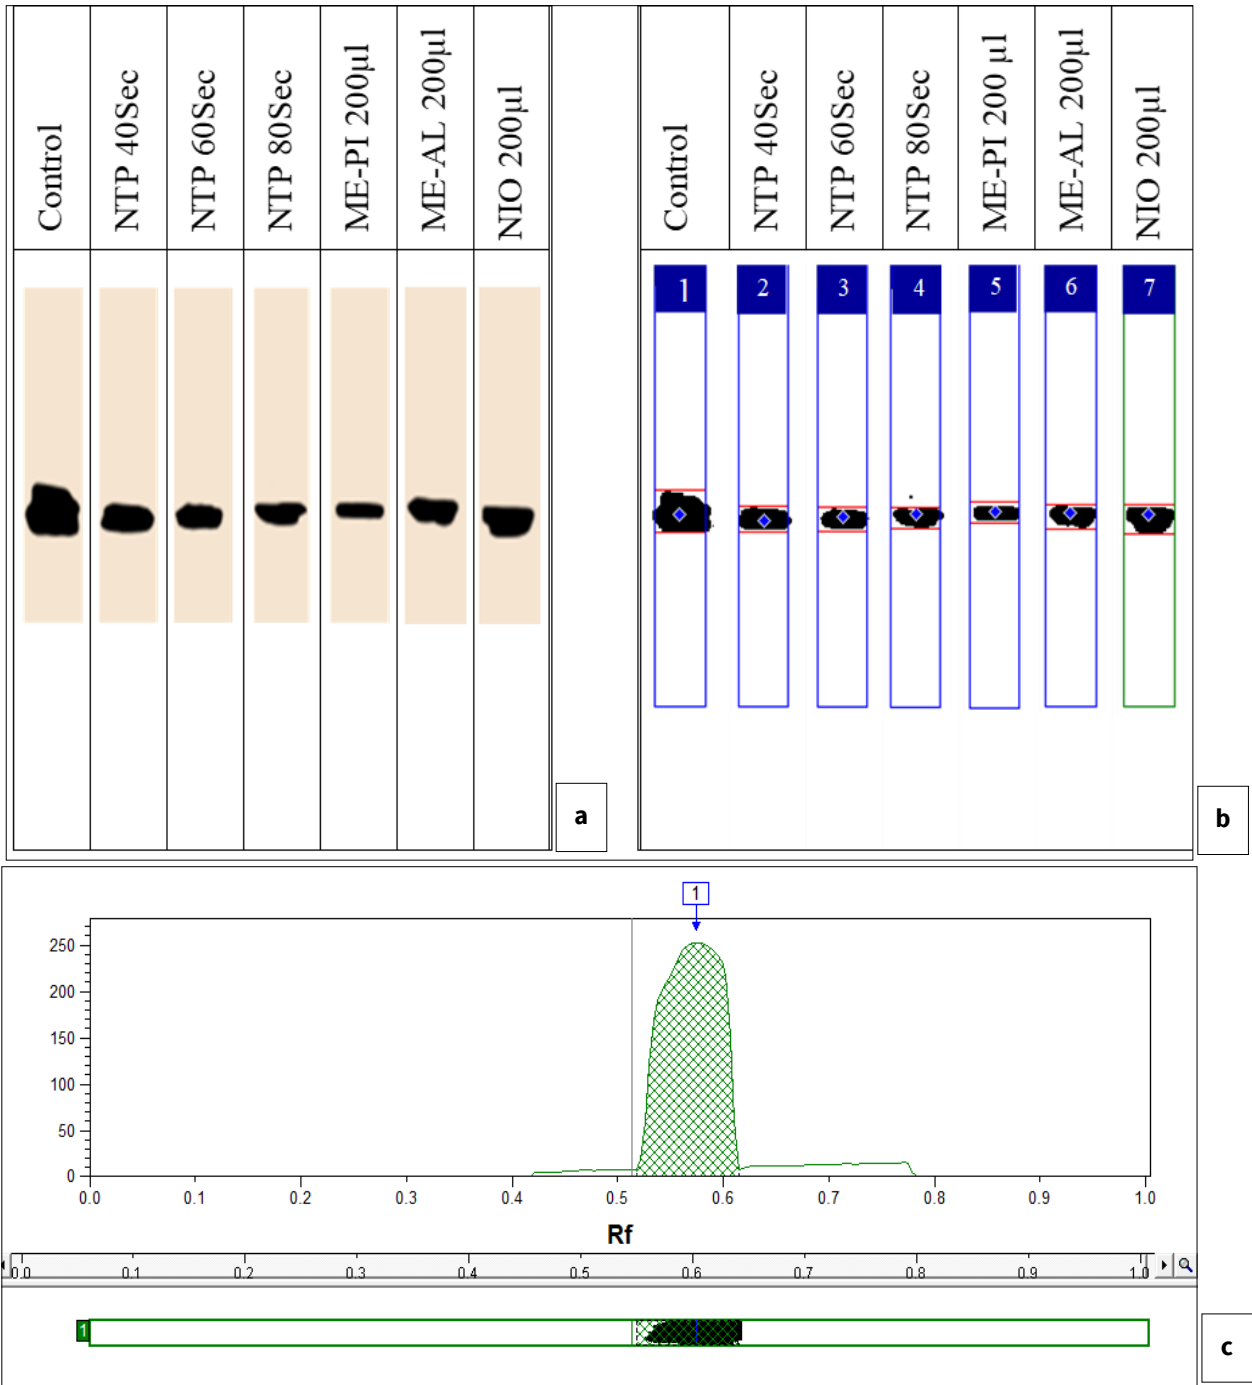 Control
NTP 40Sec
NTP 60Sec
NTP 80Sec
ME-PI 200µl
ME-AL 200µl
NIO 200µl
a
Control
NTP 40Sec
NTP 60Sec
NTP 80Sec
ME-PI 200 µl
ME-AL 200µl
NIO 200µl
1 2 3 4 5 6 7
b
1
250
200
150
100
50
0
0.0 0.1 0.2 0.3 0.4 0.5 0.6 0.7 0.8 0.9 1.0
Rf
0.0 0.1 0.2 0.3 0.4 0.5 0.6 0.7 0.8 0.9 1.0
1
c